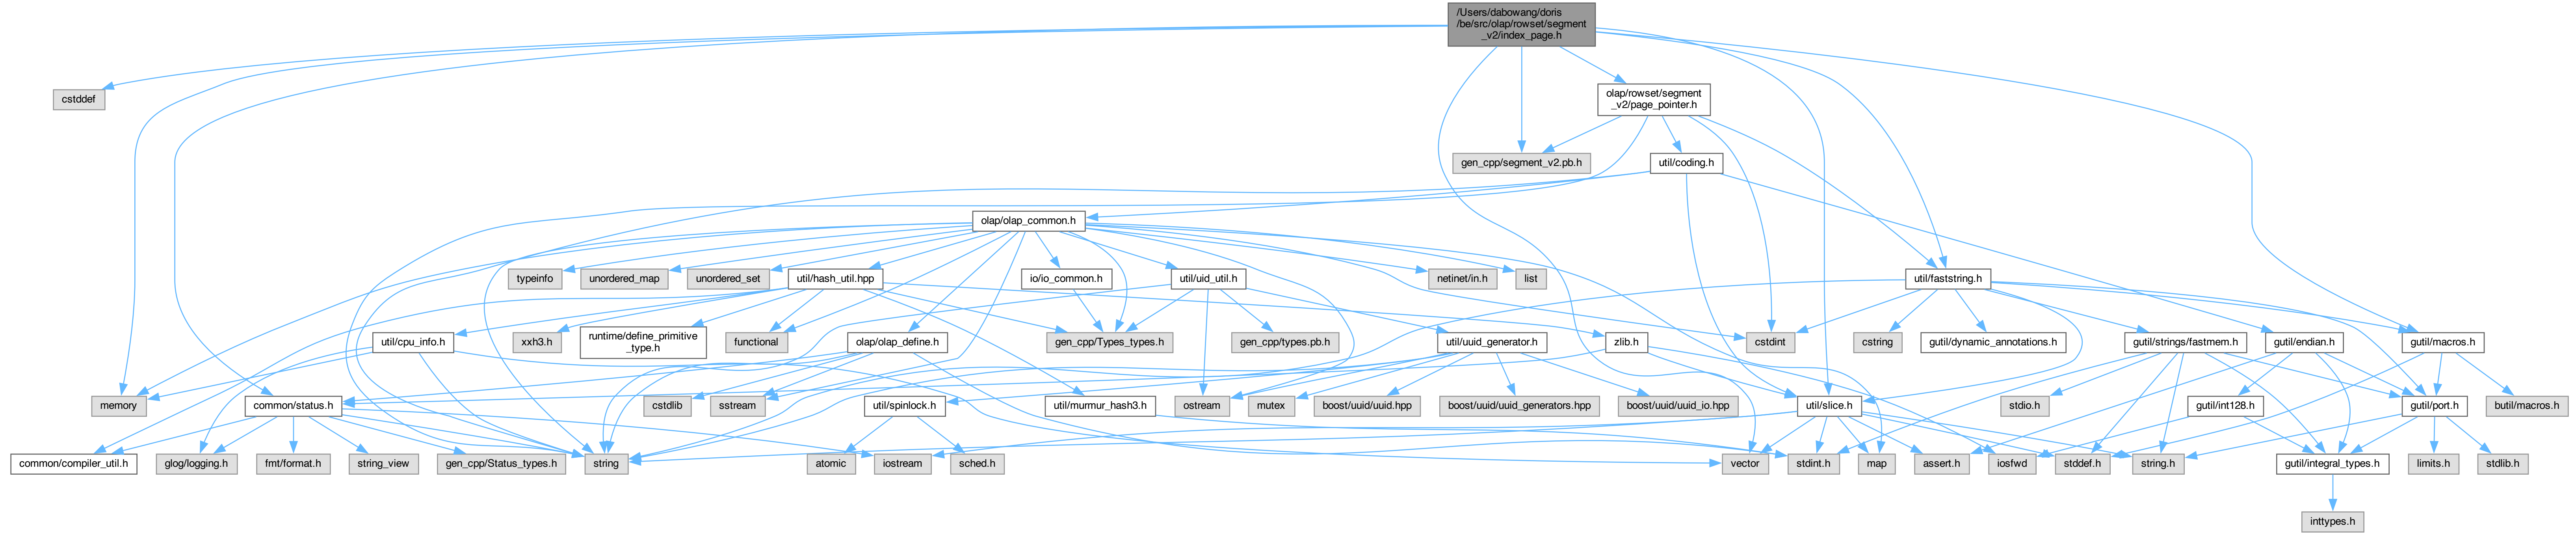 /Users/dabowang/doris
/be/src/olap/rowset/segment
_v2/index_page.h
cstddef
olap/rowset/segment
_v2/page_pointer.h
gen_cpp/segment_v2.pb.h
util/coding.h
olap/olap_common.h
typeinfo
unordered_map
unordered_set
util/hash_util.hpp
io/io_common.h
util/uid_util.h
netinet/in.h
list
util/faststring.h
util/cpu_info.h
xxh3.h
runtime/define_primitive
_type.h
functional
olap/olap_define.h
gen_cpp/Types_types.h
gen_cpp/types.pb.h
util/uuid_generator.h
zlib.h
cstdint
cstring
gutil/dynamic_annotations.h
gutil/strings/fastmem.h
gutil/endian.h
gutil/macros.h
memory
common/status.h
cstdlib
sstream
util/spinlock.h
util/murmur_hash3.h
ostream
mutex
boost/uuid/uuid.hpp
boost/uuid/uuid_generators.hpp
boost/uuid/uuid_io.hpp
util/slice.h
stdio.h
gutil/int128.h
gutil/port.h
butil/macros.h
common/compiler_util.h
glog/logging.h
fmt/format.h
string_view
gen_cpp/Status_types.h
string
atomic
iostream
sched.h
vector
stdint.h
map
assert.h
iosfwd
stddef.h
string.h
gutil/integral_types.h
limits.h
stdlib.h
inttypes.h